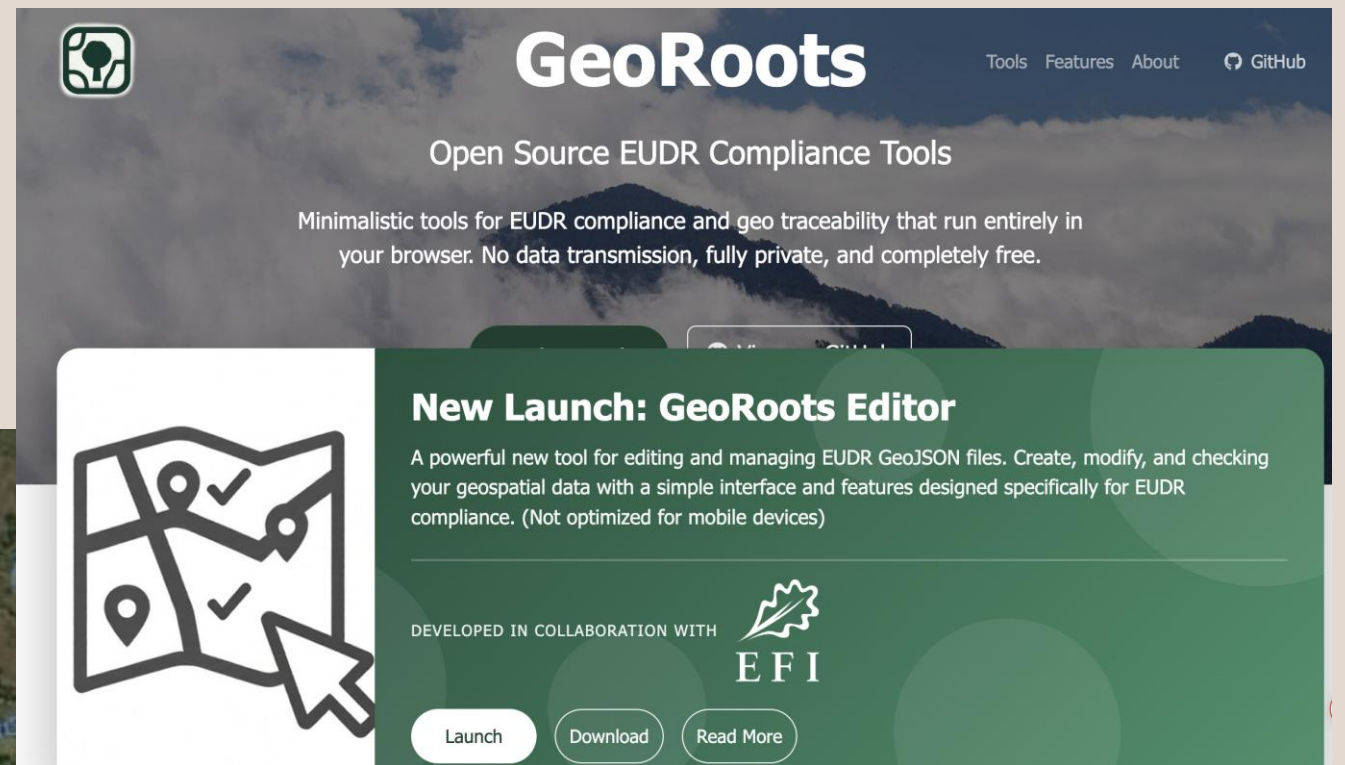 GeoRoots
Tools Features About GitHub
Open Source EUDR Compliance Tools
Minimalistic tools for EUDR compliance and geo traceability that run entirely in
your browser. No data transmission, fully private, and completely free.
New Launch: GeoRoots Editor
A powerful new tool for editing and managing EUDR GeoJSON files. Create, modify, and checking
your geospatial data with a simple interface and features designed specifically for EUDR
compliance. (Not optimized for mobile devices)
DEVELOPED IN COLLABORATION WITH
EFI
Launch Download Read More